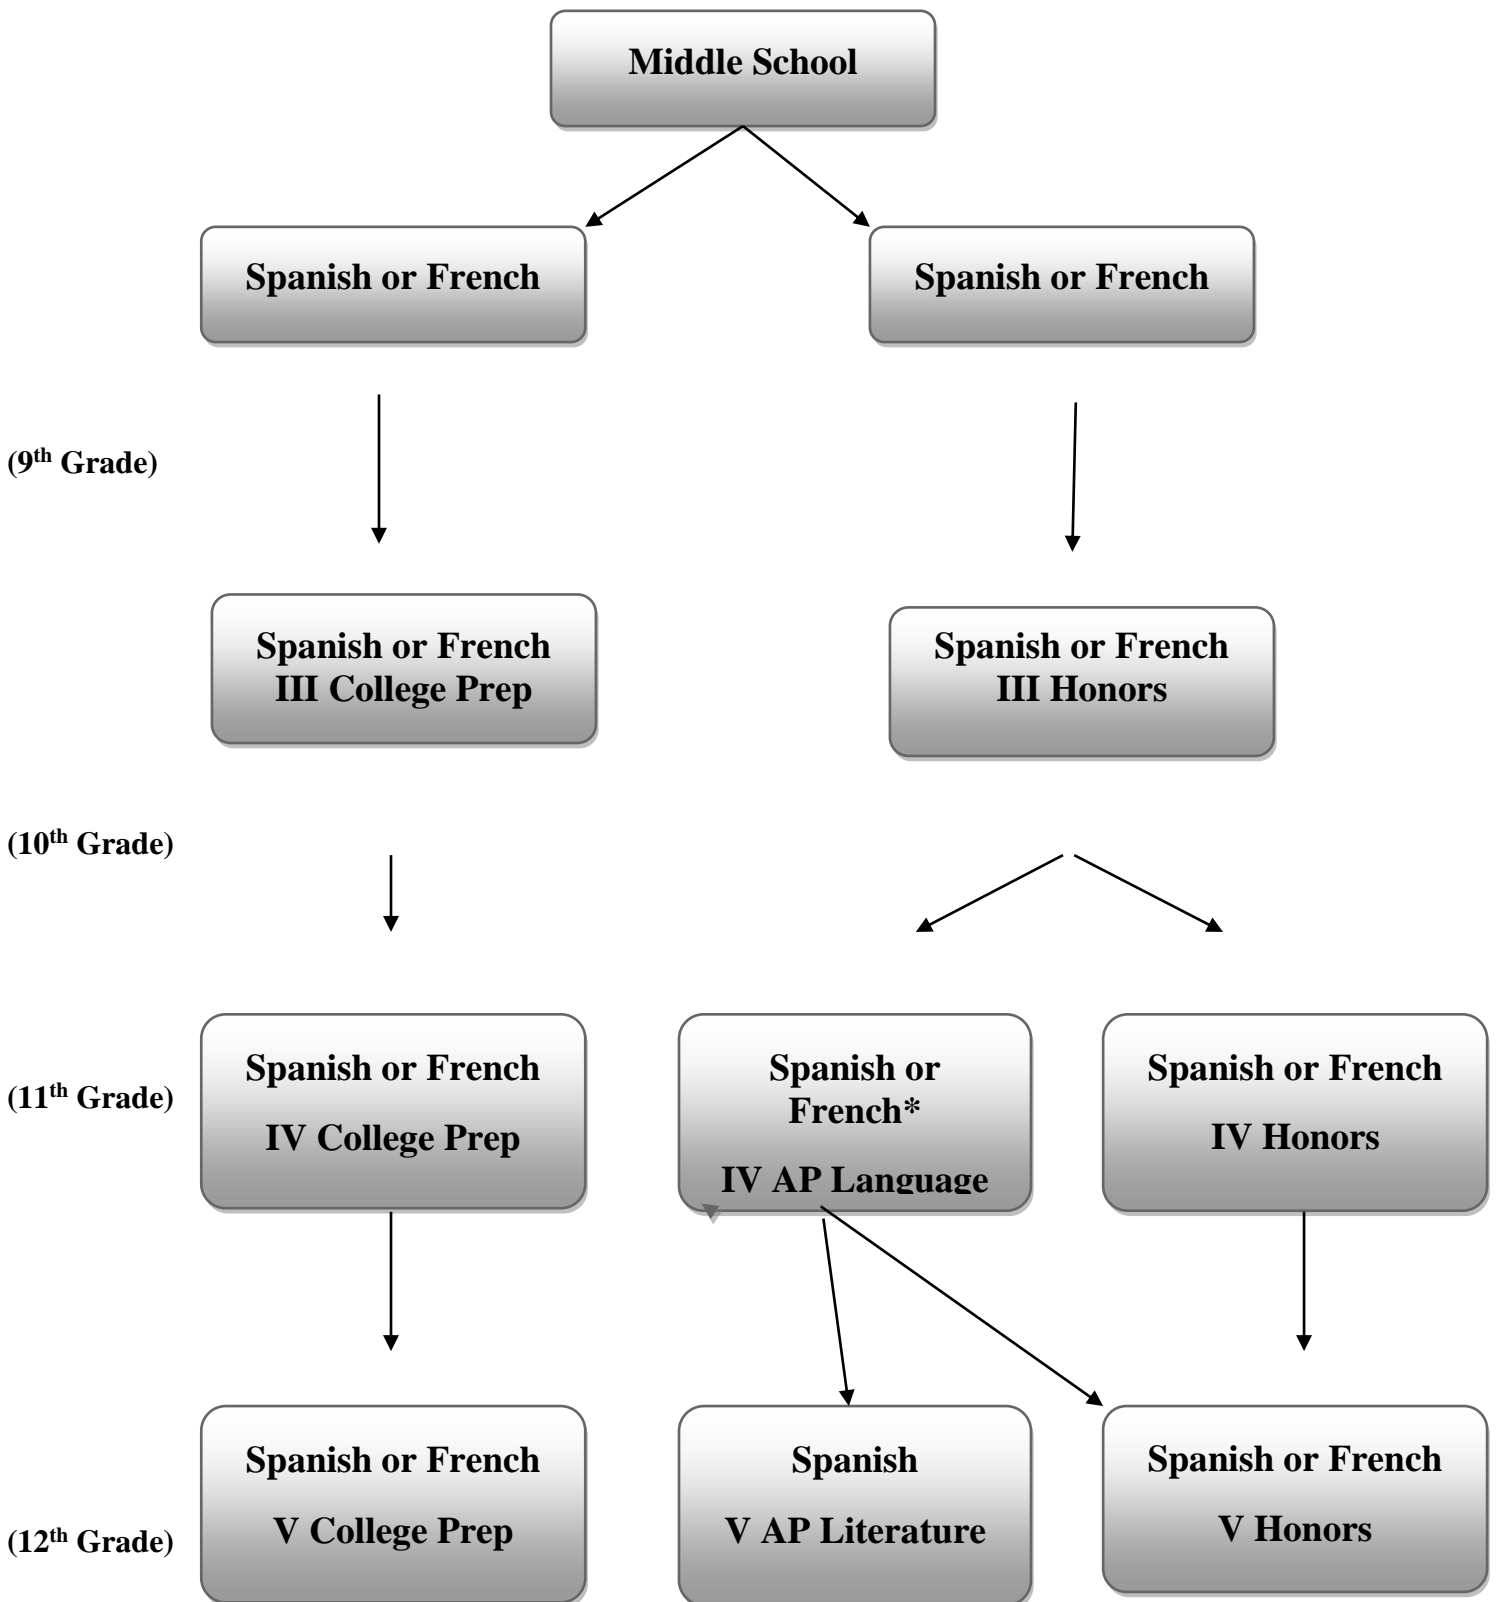 Middle School
Spanish or French
Spanish or French
(9th Grade)
Spanish or French
III College Prep
Spanish or French
III Honors
(10th Grade)
(11th Grade)
Spanish or French
IV College Prep
Spanish or
French*
IV AP Language
Spanish or French
IV Honors
(12th Grade)
Spanish or French
V College Prep
Spanish
V AP Literature
Spanish or French
V Honors